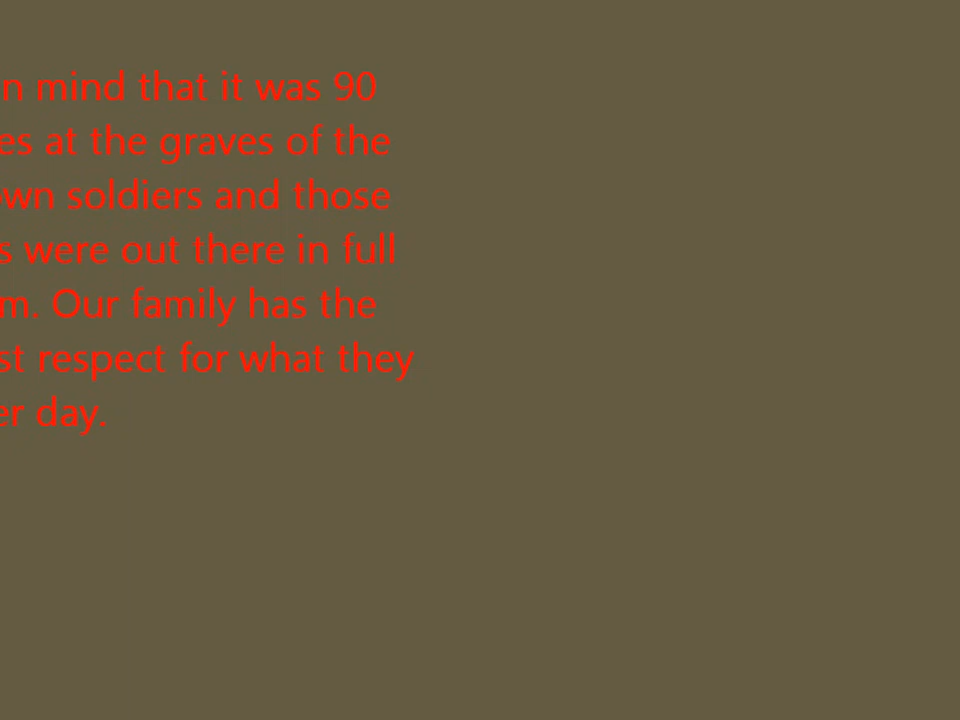 n mind that it was 90
es at the graves of the
own soldiers and those
s were out there in full
m. Our family has the
st respect for what they
er day.